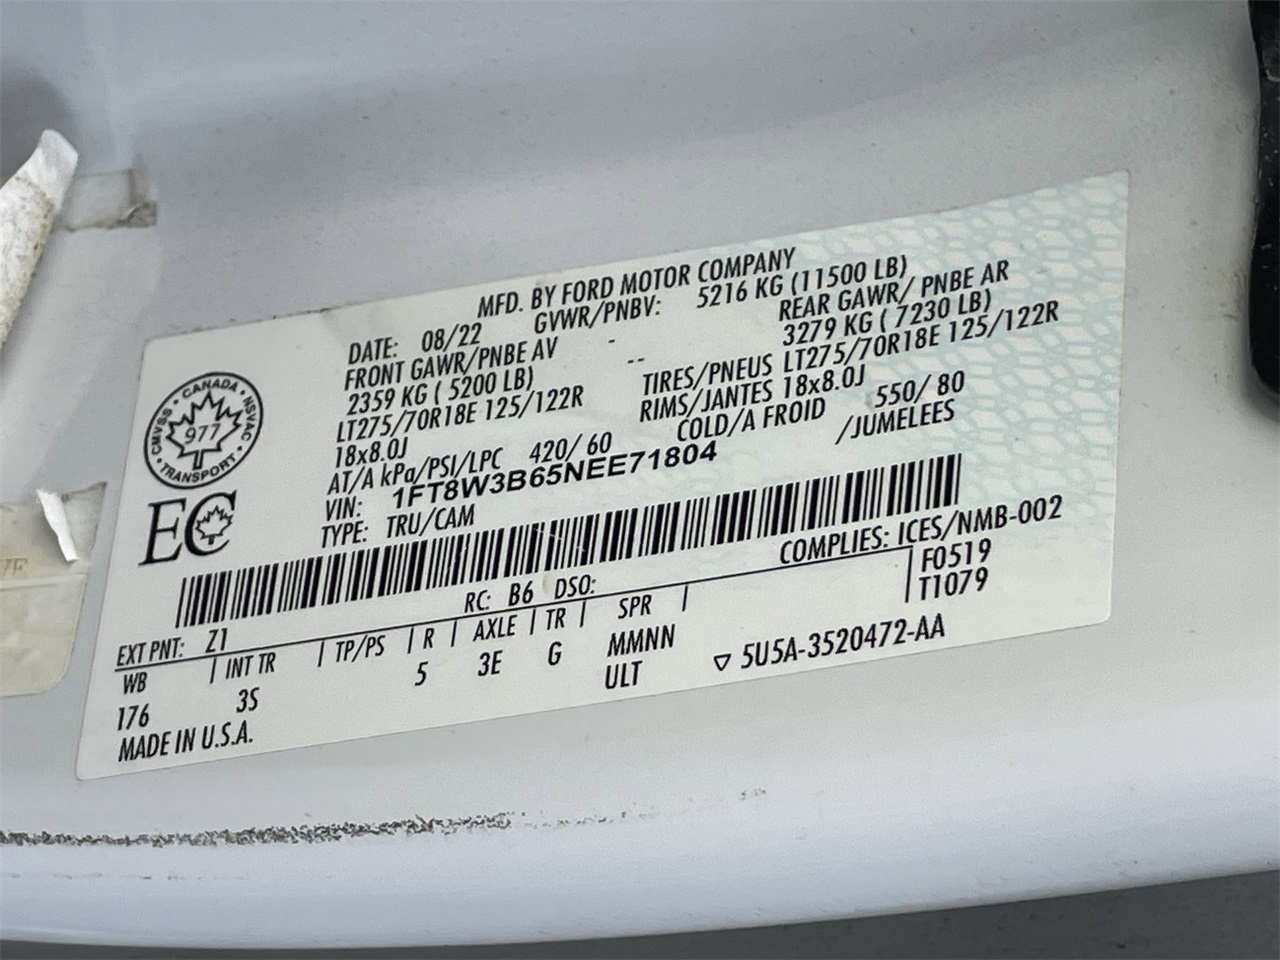 MFD. BY FORD MOTOR COMPANY
DATE: 08/22 GVWR/PNBV: 5216 KG (11500 LB)
FRONT GAWR/PNBE AV - REAR GAWR/ PNBE AR
2359 KG ( 5200 LB) -- 3279 KG ( 7230 LB)
LT275/70R18E 125/122R TIRES/PNEUS LT275/70R18E 125/122R
18x8.0J RIMS/JANTES 18x8.0J
AT/A kPa/PSI/LPC 420/ 60 COLD/A FROID 550/ 80
VIN: 1FT8W3B65NEE71804 /JUMELEES
TYPE: TRU/CAM
CANADA
CMVSS NSVAC
977
TRANSPORT
EC
COMPLIES: ICES/NMB-002
RC: B6 DSO: F0519
EXT PNT: Z1 T1079
WB | INT TR | TP/PS | R | AXLE | TR | SPR |
176 3S 5 3E G MMNN
ULT ▽ 5U5A-3520472-AA
MADE IN U.S.A.